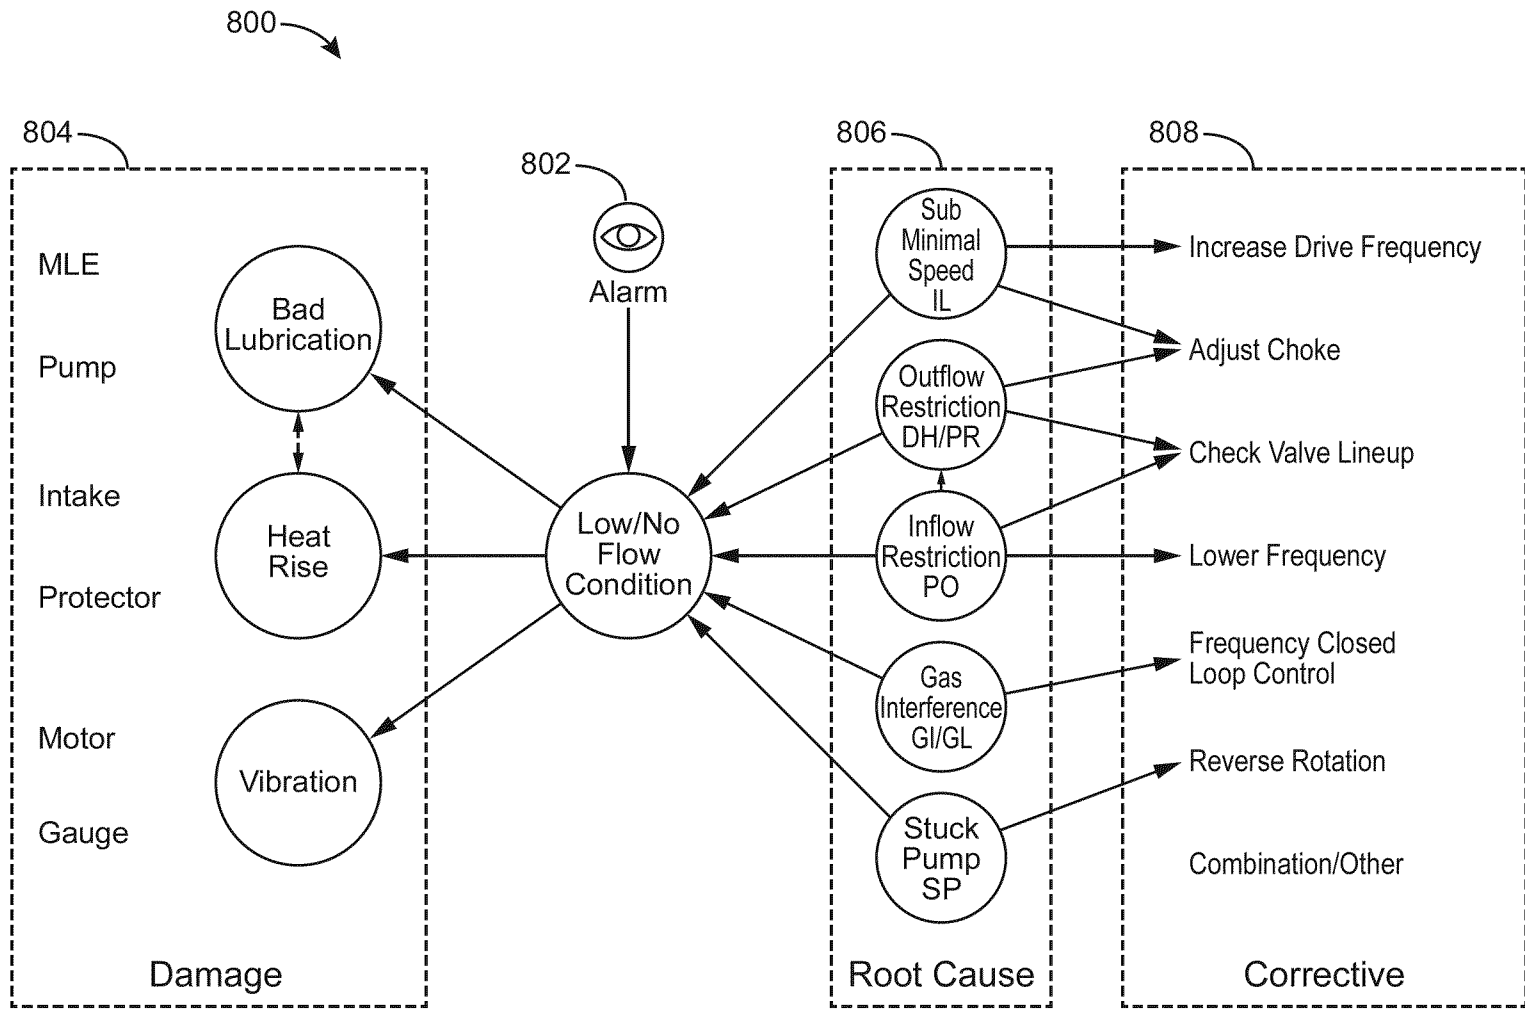 800
804
802
806
808
MLE
Pump
Intake
Protector
Motor
Gauge
Bad
Lubrication
Heat
Rise
Vibration
Damage
Alarm
Low/No
Flow
Condition
Sub
Minimal
Speed
IL
Outflow
Restriction
DH/PR
Inflow
Restriction
PO
Gas
Interference
GI/GL
Stuck
Pump
SP
Root Cause
Increase Drive Frequency
Adjust Choke
Check Valve Lineup
Lower Frequency
Frequency Closed
Loop Control
Reverse Rotation
Combination/Other
Corrective